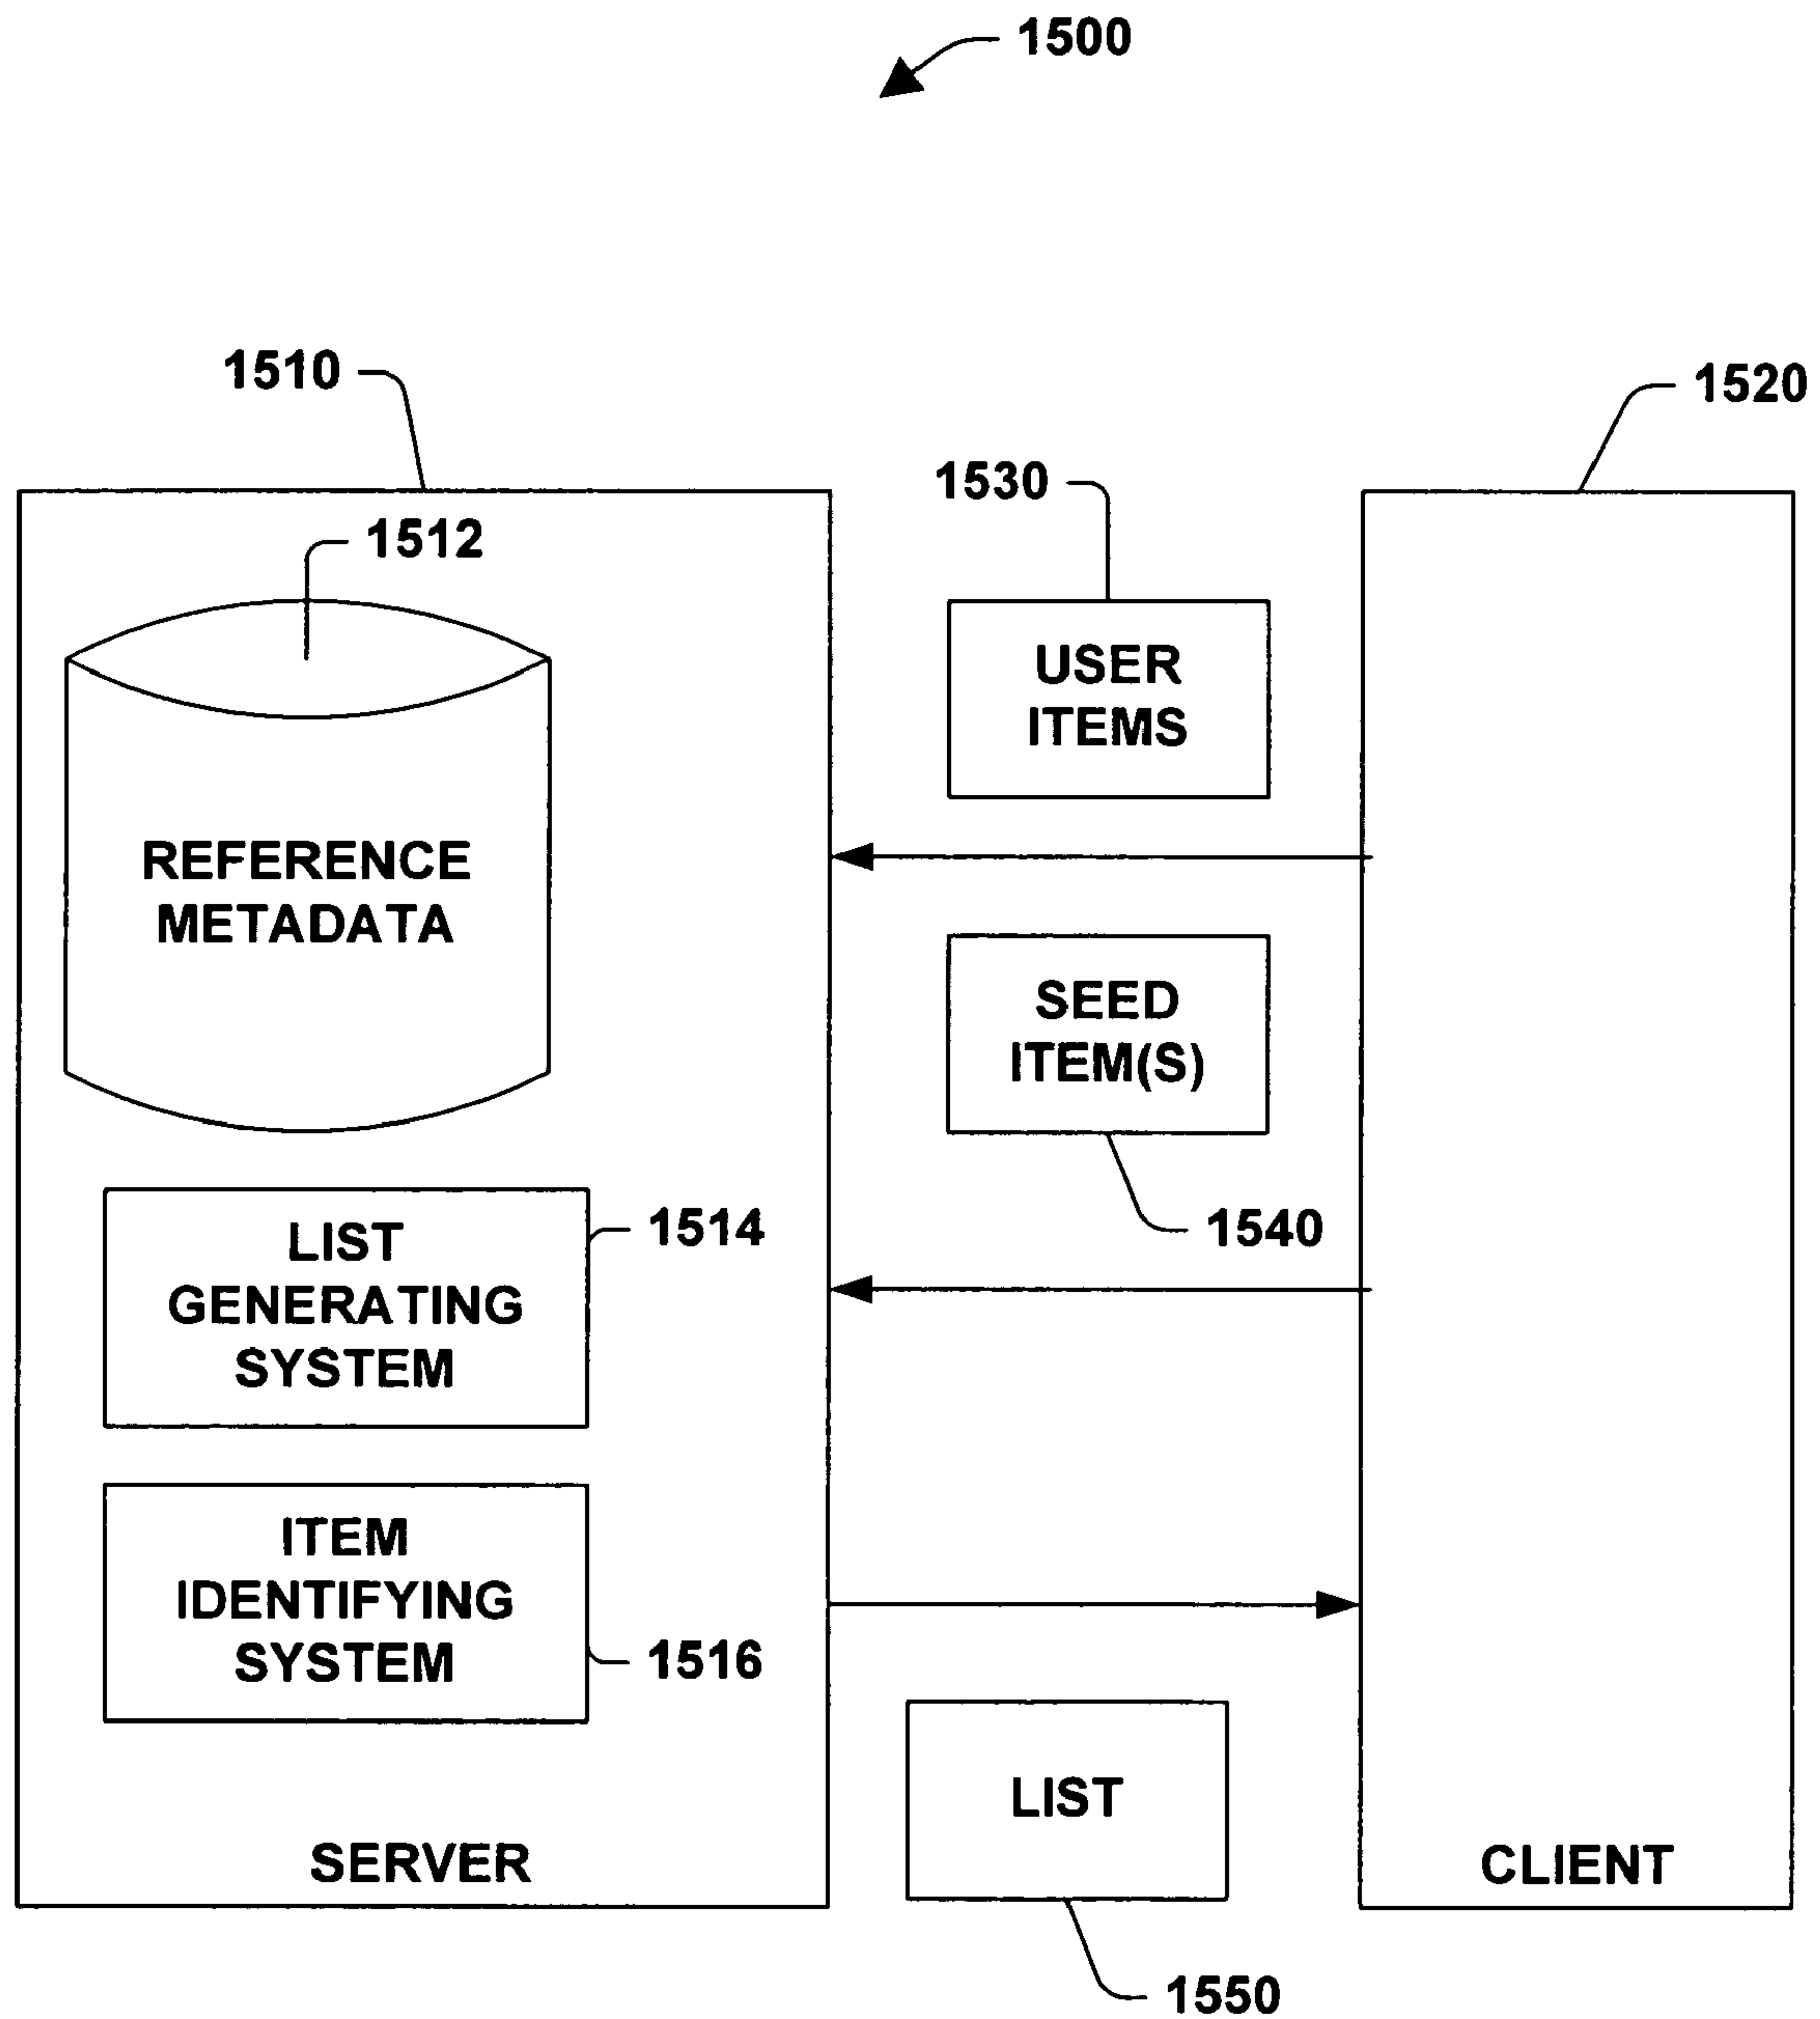 1500
1510
1520
1530
1512
USER
ITEMS
REFERENCE
METADATA
SEED
ITEM(S)
1540
LIST
GENERATING
SYSTEM
1514
ITEM
IDENTIFYING
SYSTEM
1516
LIST
SERVER
CLIENT
1550